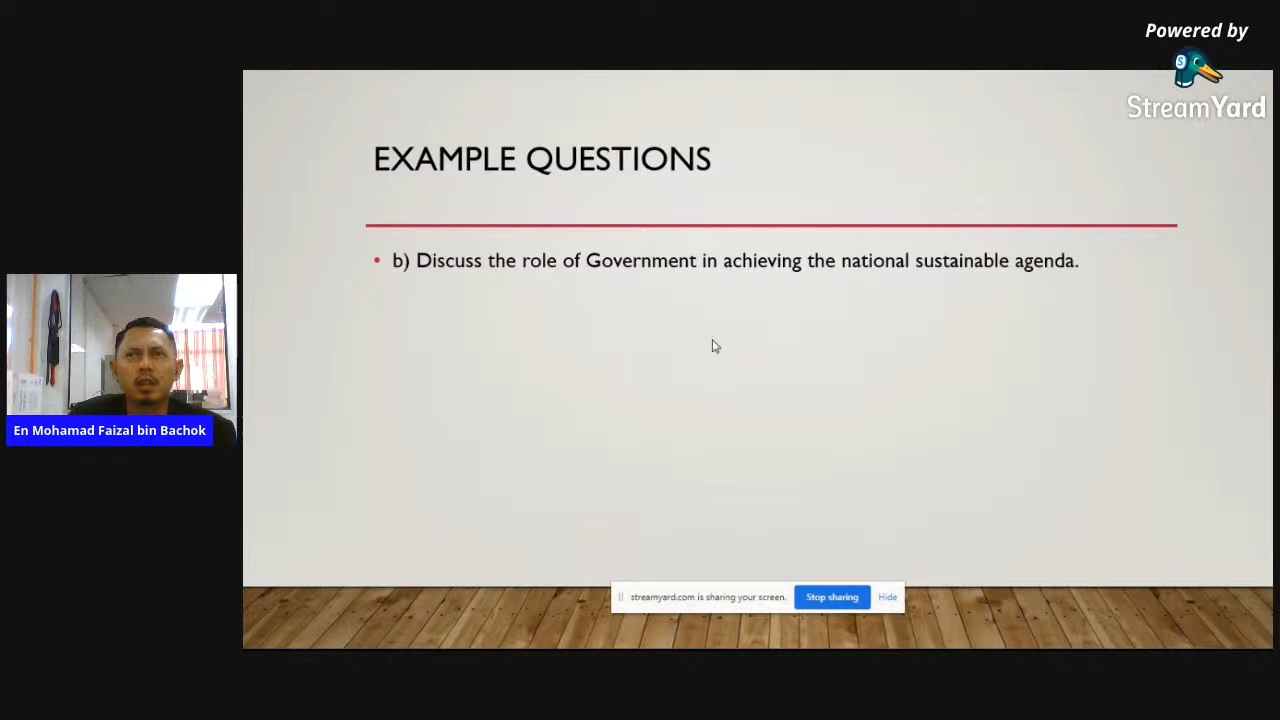 Powered by
StreamYard
EXAMPLE QUESTIONS
• b) Discuss the role of Government in achieving the national sustainable agenda.
En Mohamad Faizal bin Bachok
streamyard.com is sharing your screen. Stop sharing Hide